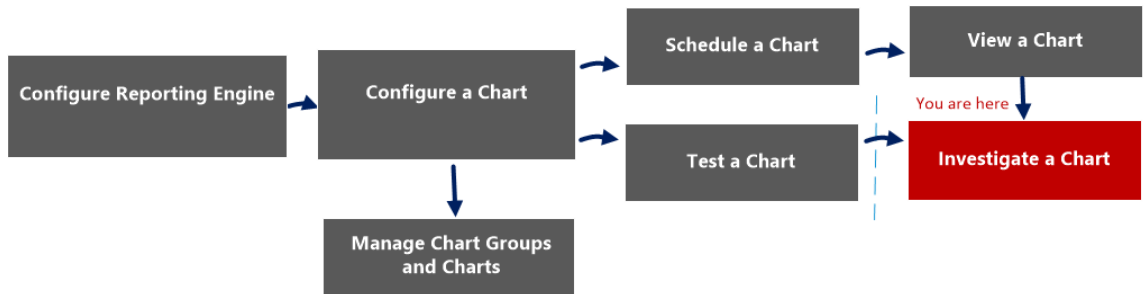 Schedule a Chart
View a Chart
Configure Reporting Engine
Configure a Chart
You are here
Test a Chart
Investigate a Chart
Manage Chart Groups
and Charts